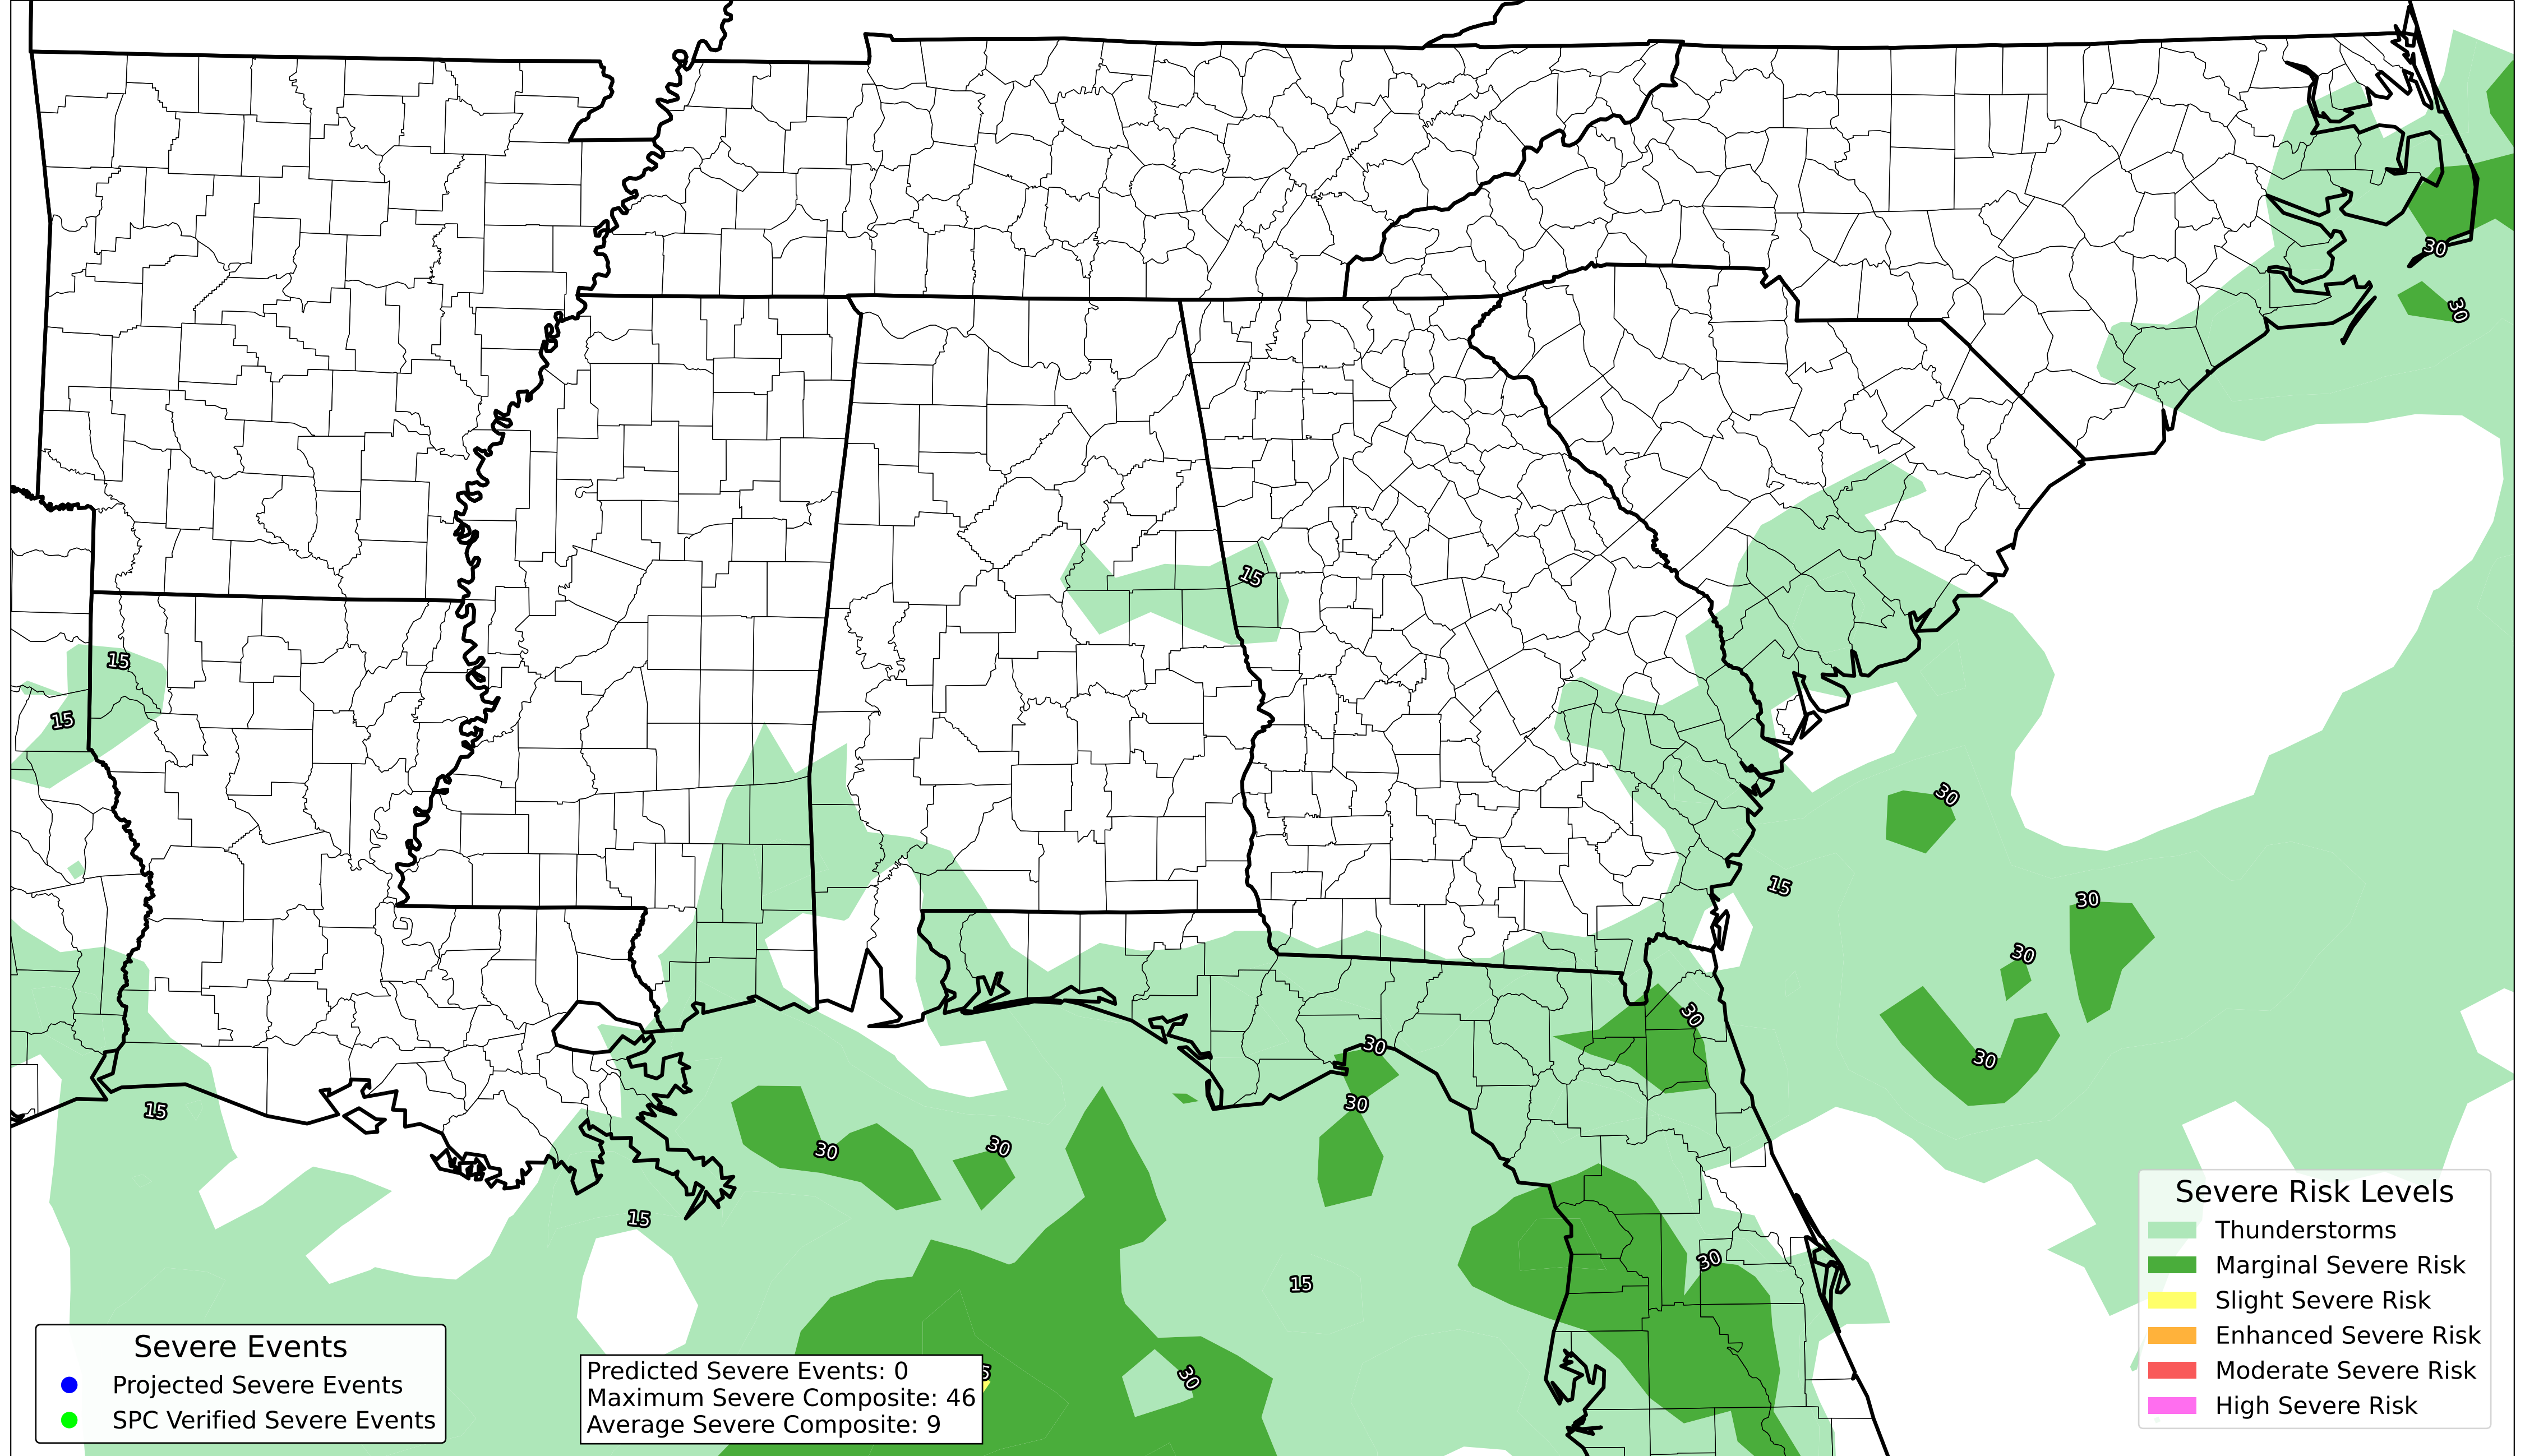 30
30
15
15
15
30
15
30
30
30
30
30
30
15
30
30
15
30
15
30
Severe Risk Levels
Thunderstorms
Marginal Severe Risk
Slight Severe Risk
Enhanced Severe Risk
Moderate Severe Risk
High Severe Risk
Severe Events
Projected Severe Events
SPC Verified Severe Events
Predicted Severe Events: 0
Maximum Severe Composite: 46
Average Severe Composite: 9